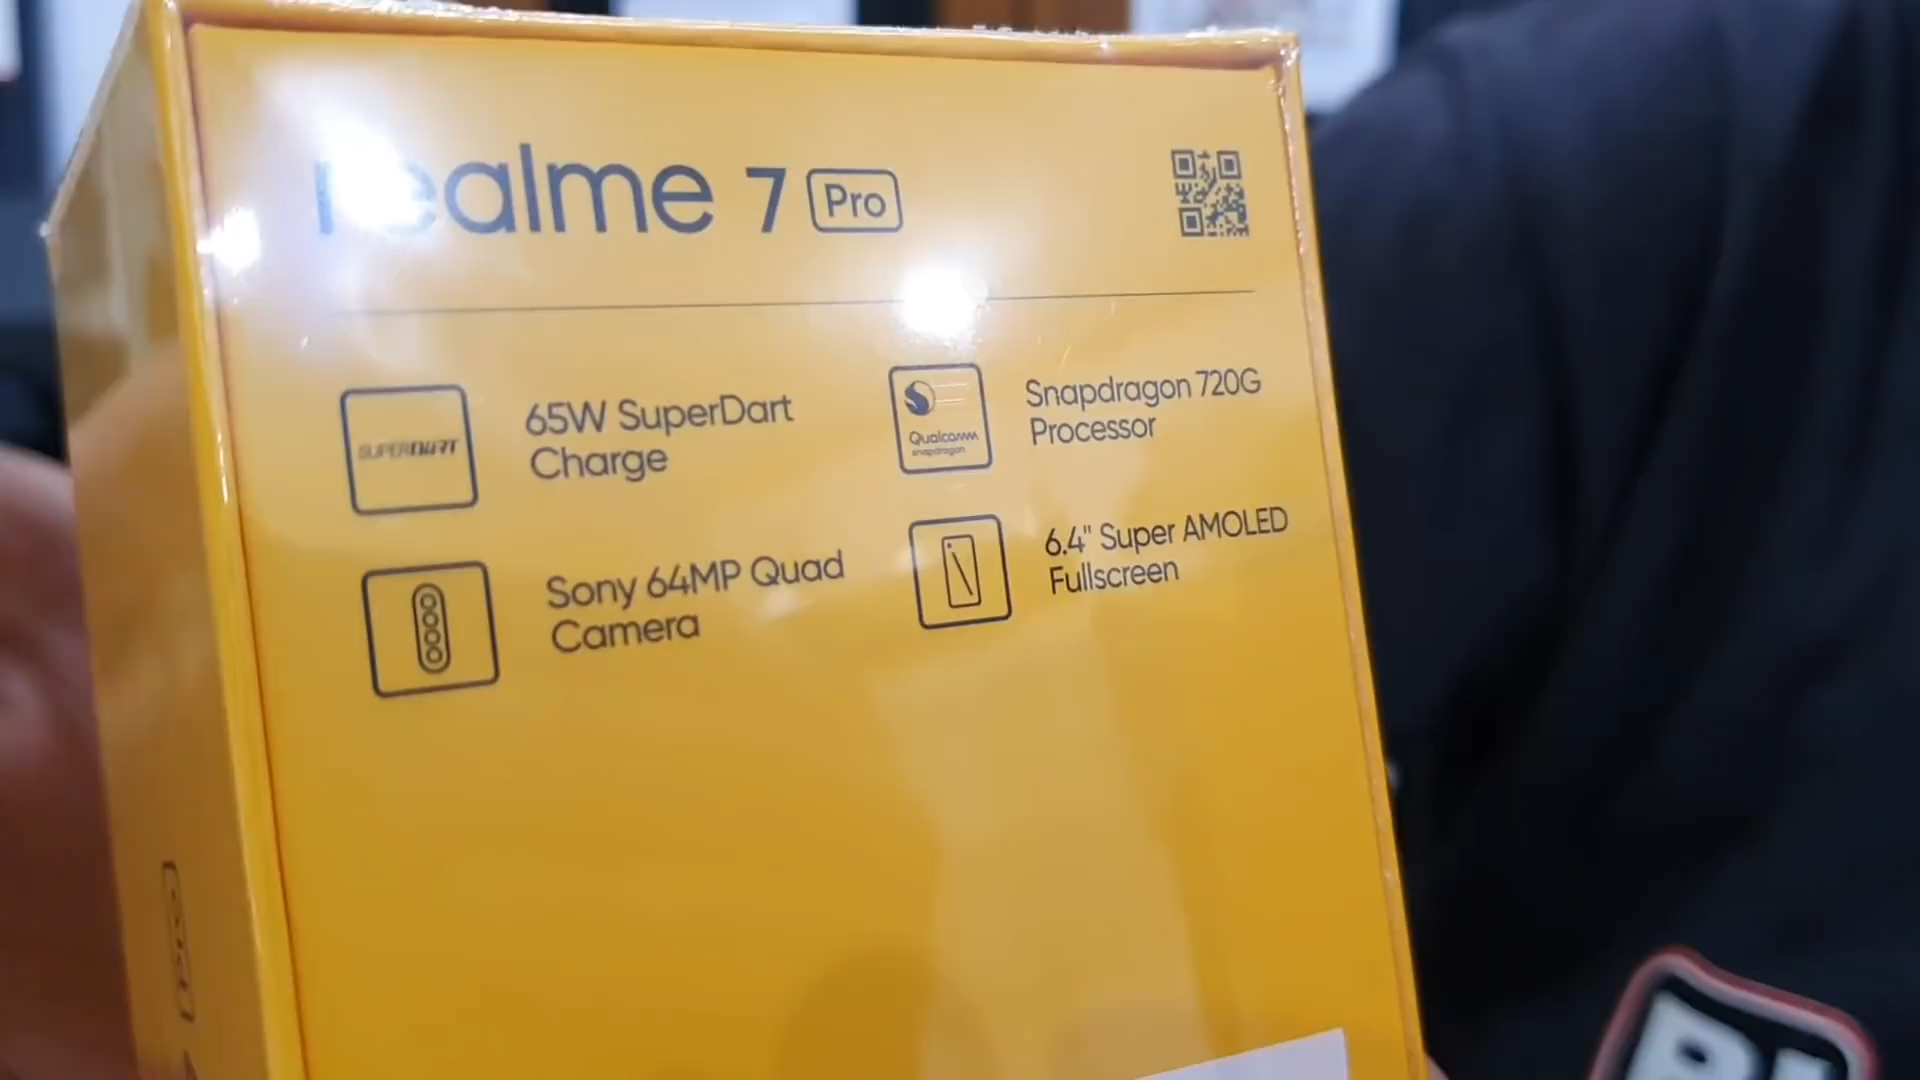 realme 7 Pro
SUPERDART
65W SuperDart
Charge
Qualcomm
snapdragon
Snapdragon 720G
Processor
Sony 64MP Quad
Camera
6.4" Super AMOLED
Fullscreen